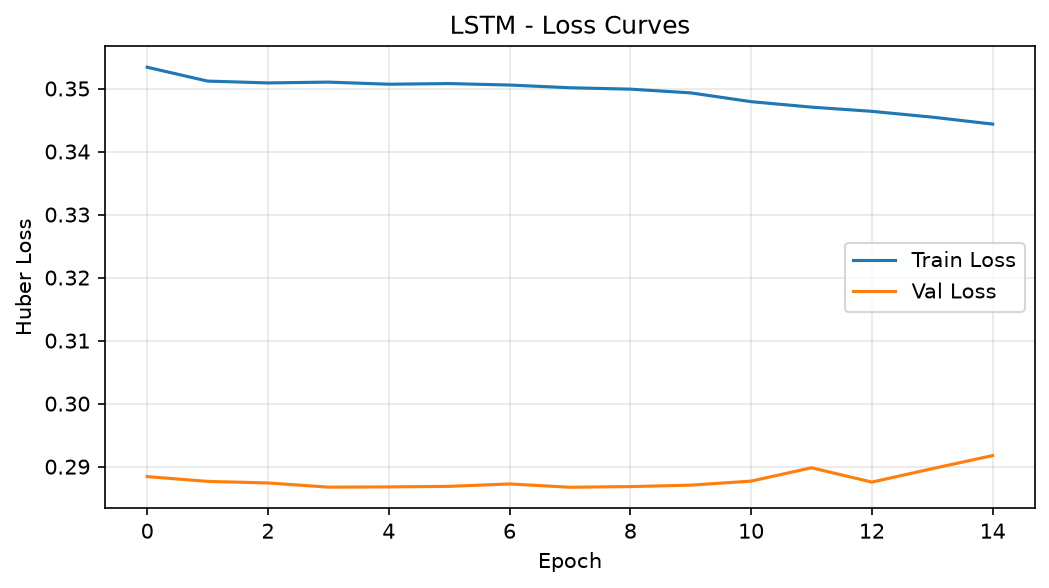 LSTM - Loss Curves
0.35
0.34
0.33
0.32
0.31
0.30
0.29
Huber Loss
Train Loss
Val Loss
0 2 4 6 8 10 12 14
Epoch